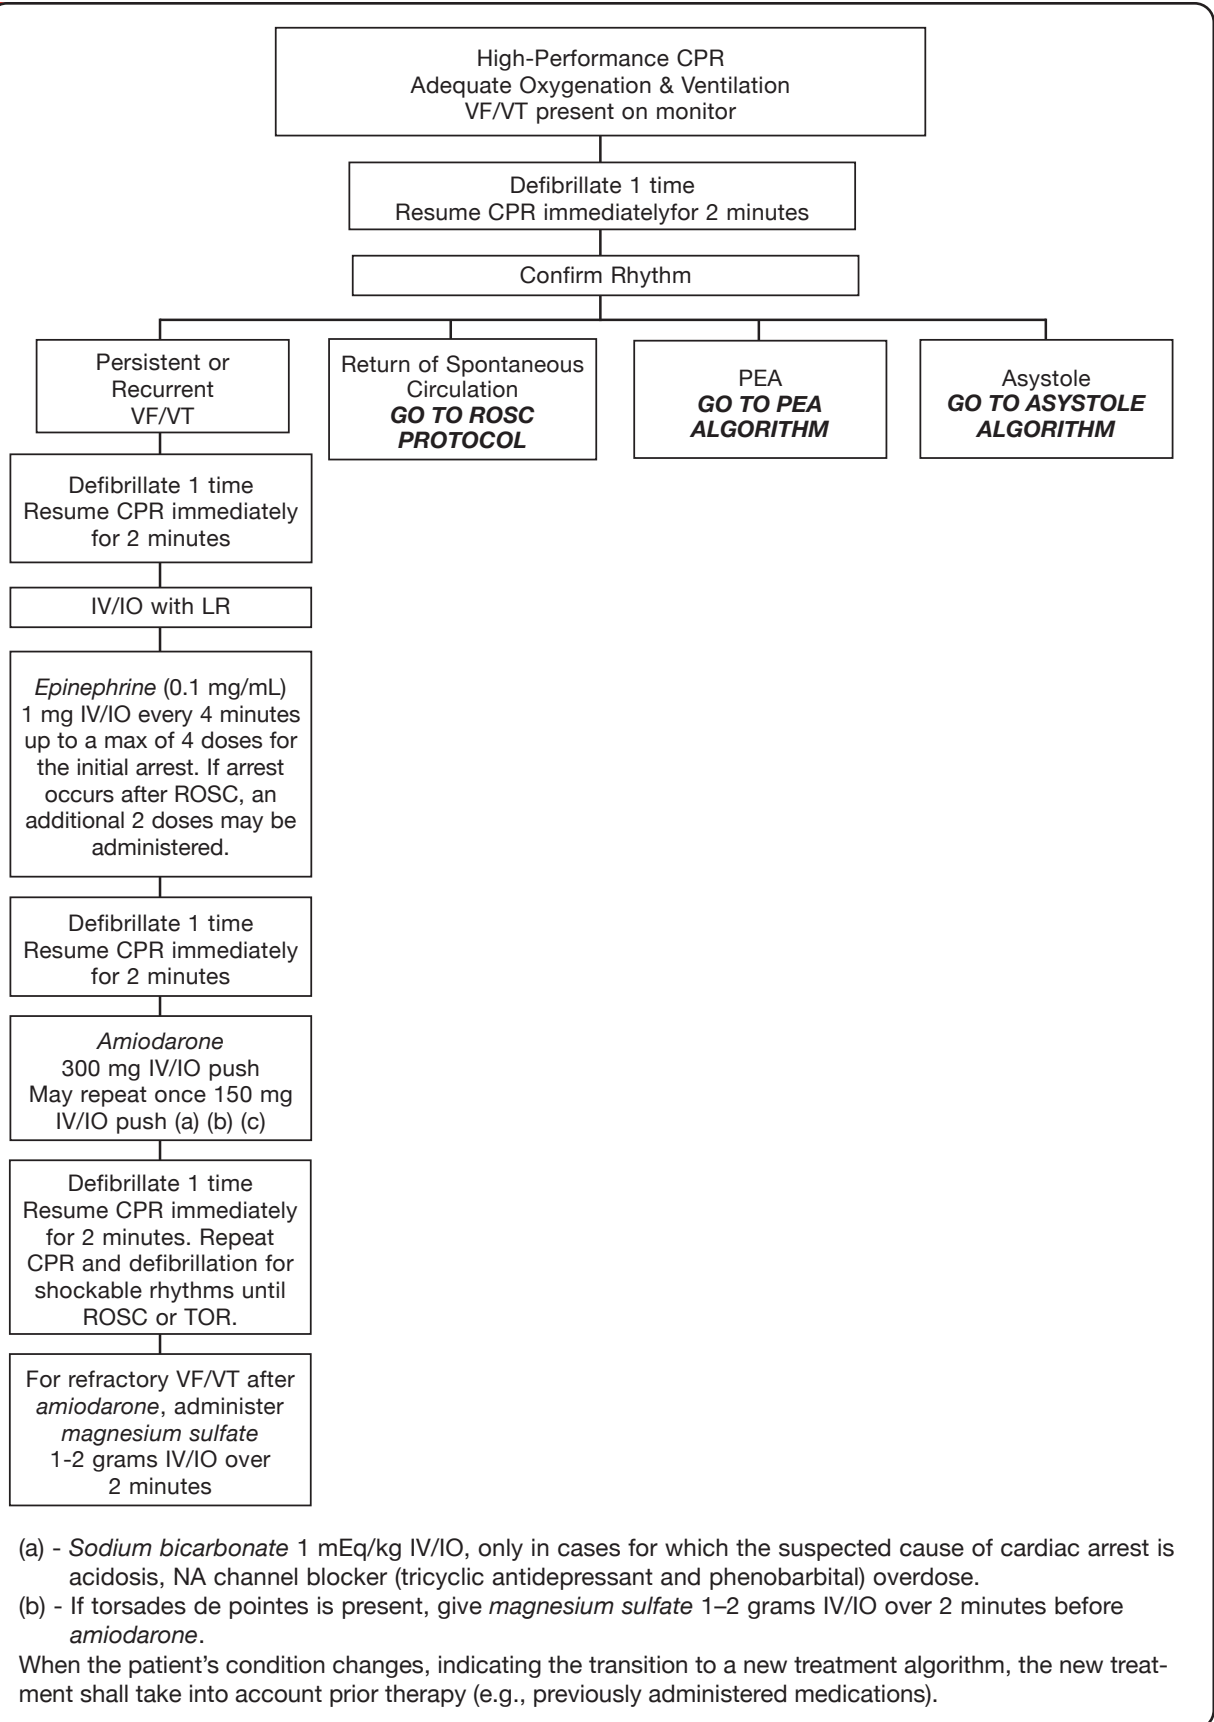 High-Performance CPR
Adequate Oxygenation & Ventilation
VF/VT present on monitor
Defibrillate 1 time
Resume CPR immediatelyfor 2 minutes
Confirm Rhythm
Persistent or
Recurrent
VF/VT
Return of Spontaneous
Circulation
GO TO ROSC
PROTOCOL
PEA
GO TO PEA
ALGORITHM
Asystole
GO TO ASYSTOLE
ALGORITHM
Defibrillate 1 time
Resume CPR immediately
for 2 minutes
IV/IO with LR
Epinephrine (0.1 mg/mL)
1 mg IV/IO every 4 minutes
up to a max of 4 doses for
the initial arrest. If arrest
occurs after ROSC, an
additional 2 doses may be
administered.
Defibrillate 1 time
Resume CPR immediately
for 2 minutes
Amiodarone
300 mg IV/IO push
May repeat once 150 mg
IV/IO push (a) (b) (c)
Defibrillate 1 time
Resume CPR immediately
for 2 minutes. Repeat
CPR and defibrillation for
shockable rhythms until
ROSC or TOR.
For refractory VF/VT after
amiodarone, administer
magnesium sulfate
1-2 grams IV/IO over
2 minutes
(a) - Sodium bicarbonate 1 mEq/kg IV/IO, only in cases for which the suspected cause of cardiac arrest is
acidosis, NA channel blocker (tricyclic antidepressant and phenobarbital) overdose.
(b) - If torsades de pointes is present, give magnesium sulfate 1–2 grams IV/IO over 2 minutes before
amiodarone.
When the patient's condition changes, indicating the transition to a new treatment algorithm, the new treat-
ment shall take into account prior therapy (e.g., previously administered medications).